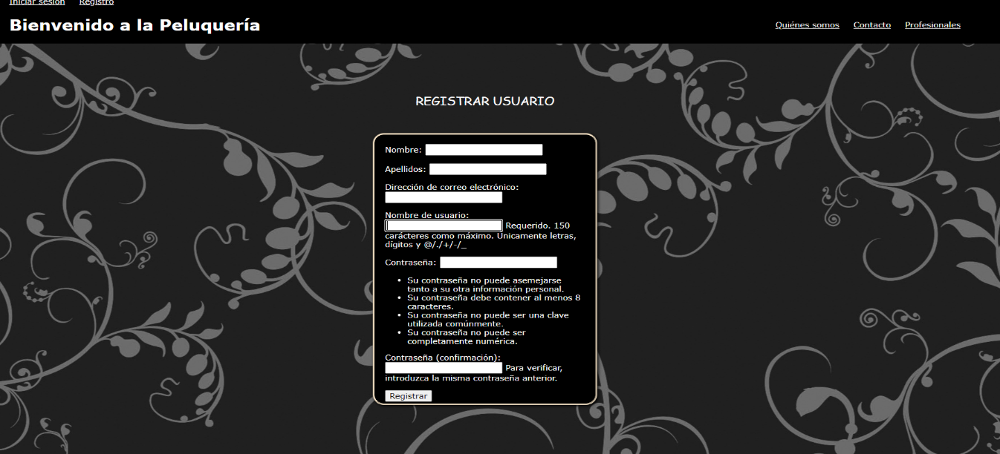 Iniciar sesión Registro
Bienvenido a la Peluquería
Quiénes somos Contacto Profesionales
REGISTRAR USUARIO
Nombre:
Apellidos:
Dirección de correo electrónico:
Nombre de usuario:
Requerido. 150
carácteres como máximo. Únicamente letras,
dígitos y @/./+/-/_
Contraseña:
• Su contraseña no puede asemejarse
tanto a su otra información personal.
• Su contraseña debe contener al menos 8
caracteres.
• Su contraseña no puede ser una clave
utilizada comúnmente.
• Su contraseña no puede ser
completamente numérica.
Contraseña (confirmación):
Para verificar,
introduzca la misma contraseña anterior.
Registrar